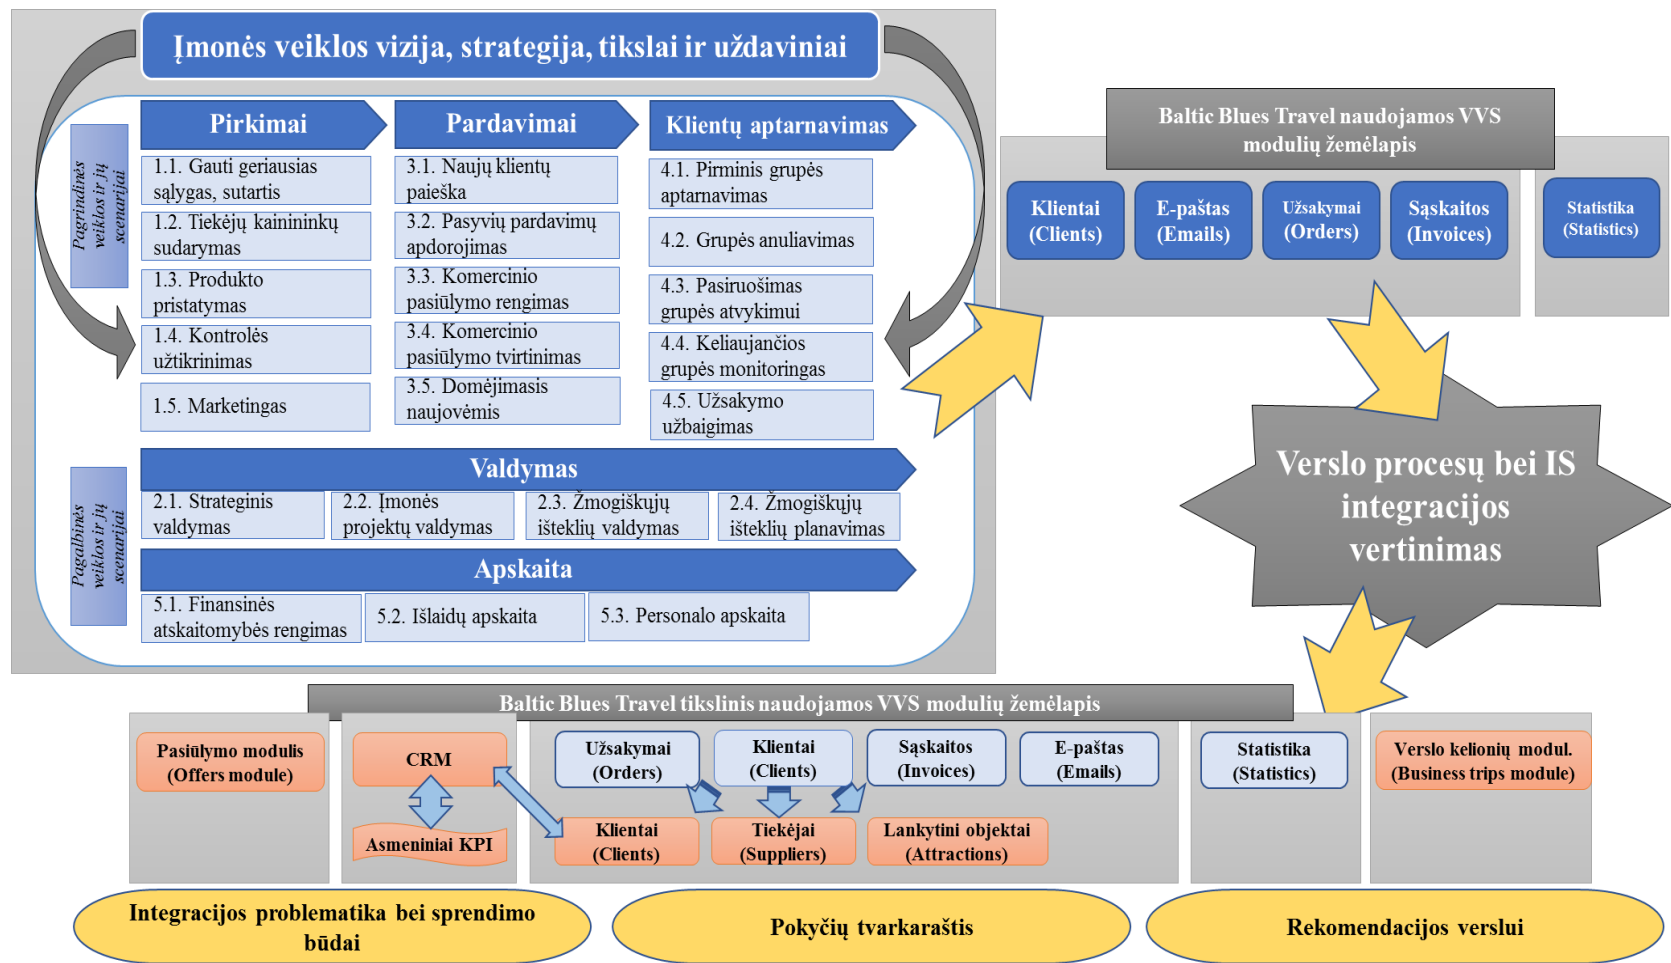 Įmonės veiklos vizija, strategija, tikslai ir uždaviniai
Pagrindinės
veiklos ir jų
scenarijai
Pirkimai
1.1. Gauti geriausias
sąlygas, sutartis
1.2. Tiekėjų kainininkų
sudarymas
1.3. Produkto
pristatymas
1.4. Kontrolės
užtikrinimas
1.5. Marketingas
Pardavimai
3.1. Naujų klientų
paieška
3.2. Pasyvių pardavimų
apdorojimas
3.3. Komercinio
pasiūlymo rengimas
3.4. Komercinio
pasiūlymo tvirtinimas
3.5. Domėjimasis
naujovėmis
Klientų aptarnavimas
4.1. Pirminis grupės
aptarnavimas
4.2. Grupės anuliavimas
4.3. Pasiruošimas
grupės atvykimui
4.4. Keliaujančios
grupės monitoringas
4.5. Užsakymo
užbaigimas
Pagalbinės
veiklos ir jų
scenarijai
Valdymas
2.1. Strateginis
valdymas
2.2. Įmonės
projektų valdymas
2.3. Žmogiškųjų
išteklių valdymas
2.4. Žmogiškųjų
išteklių planavimas
Apskaita
5.1. Finansinės
atskaitomybės rengimas
5.2. Išlaidų apskaita
5.3. Personalo apskaita
Baltic Blues Travel naudojamos VVS
modulių žemėlapis
Klientai
(Clients)
E-paštas
(Emails)
Užsakymai
(Orders)
Sąskaitos
(Invoices)
Statistika
(Statistics)
Verslo procesų bei IS
integracijos
vertinimas
Baltic Blues Travel tikslinis naudojamos VVS modulių žemėlapis
Pasiūlymo modulis
(Offers module)
CRM
Asmeniniai KPI
Užsakymai
(Orders)
Klientai
(Clients)
Sąskaitos
(Invoices)
E-paštas
(Emails)
Klientai
(Clients)
Tiekėjai
(Suppliers)
Lankytini objektai
(Attractions)
Statistika
(Statistics)
Verslo kelionių modul.
(Business trips module)
Integracijos problematika bei sprendimo
būdai
Pokyčių tvarkaraštis
Rekomendacijos verslui